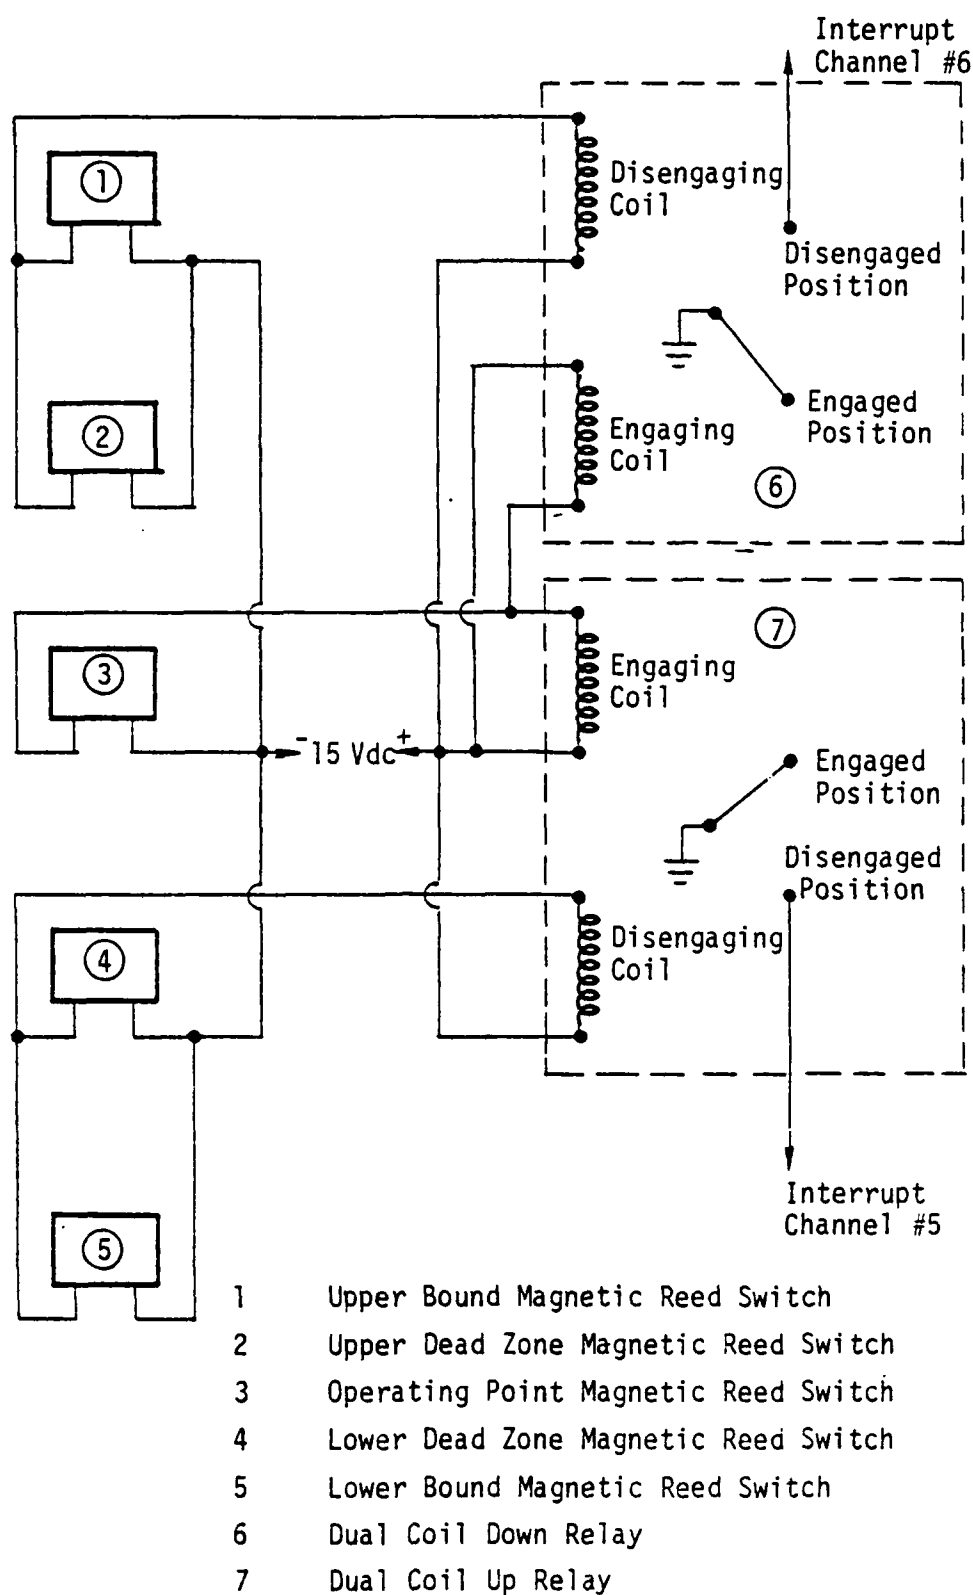 Interrupt
Channel #6
1
Disengaging
Coil
Disengaged
Position
2
Engaging
Coil
Engaged
Position
6
3
7
Engaging
Coil
- 15 Vdc +
Engaged
Position
Disengaged
Position
4
Disengaging
Coil
Interrupt
Channel #5
5
1 Upper Bound Magnetic Reed Switch
2 Upper Dead Zone Magnetic Reed Switch
3 Operating Point Magnetic Reed Switch
4 Lower Dead Zone Magnetic Reed Switch
5 Lower Bound Magnetic Reed Switch
6 Dual Coil Down Relay
7 Dual Coil Up Relay